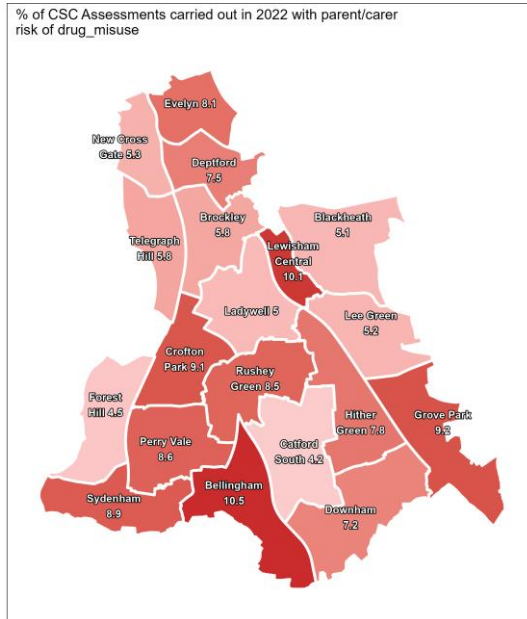 % of CSC Assessments carried out in 2022 with parent/carer
risk of drug_misuse
Evelyn 8.1
New Cross
Gate 5.3
Deptford
7.5
Brockley
5.8
Blackheath
5.1
Telegraph
Hill 5.8
Lewisham
Central
10.1
Ladywell 5
Lee Green
5.2
Crofton
Park 9.1
Rushey
Green 8.5
Forest
Hill 4.5
Hither
Green 7.8
Grove Park
9.2
Perry Vale
8.6
Catford
South 4.2
Bellingham
10.5
Sydenham
8.9
Downham
7.2